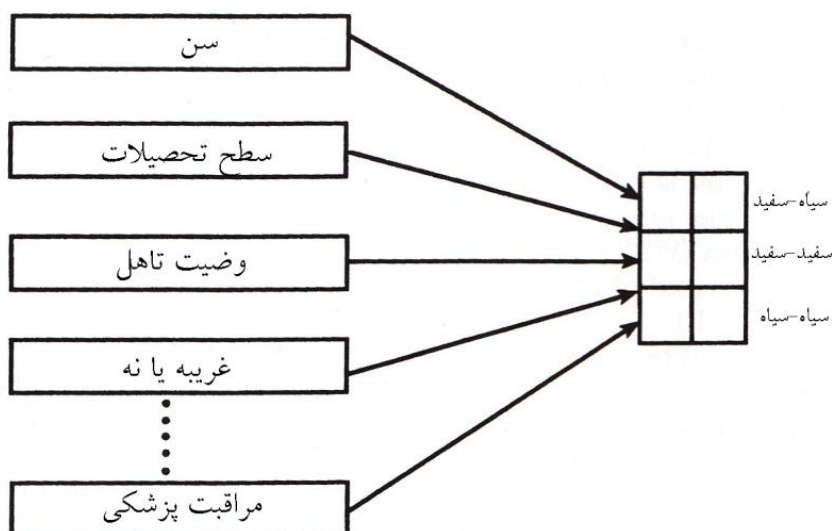 سن
سطح تحصیلات
وضیت تاهل
غریبه یا نه
مراقبت پزشکی
سیاه-سفید
سفید-سفید
سیاه-سیاه